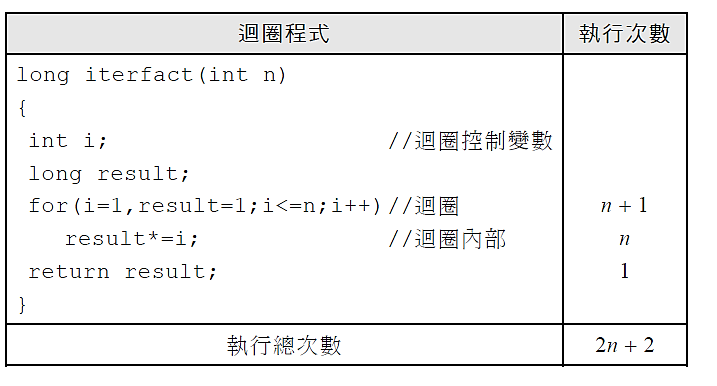 迴圈程式 執行次數
long iterfact(int n)
{
int i; //迴圈控制變數
long result;
for(i=1,result=1;i<=n;i++)//迴圈 n + 1
result*=i; //迴圈內部 n
return result; 1
}
執行總次數 2n + 2